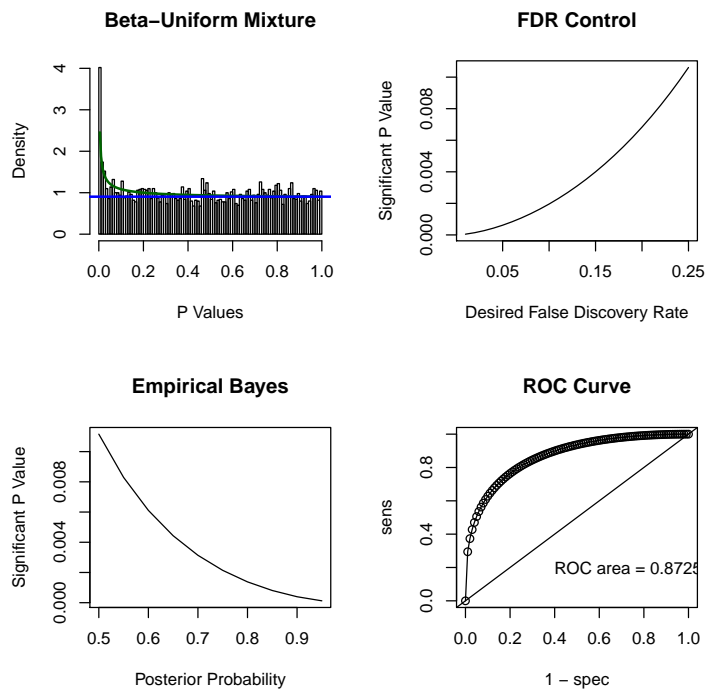 Beta−Uniform Mixture
Density
0 1 2 3 4
0.0 0.2 0.4 0.6 0.8 1.0
P Values
FDR Control
Significant P Value
0.000 0.004 0.008
0.05 0.15 0.25
Desired False Discovery Rate
Empirical Bayes
Significant P Value
0.000 0.004 0.008
0.5 0.6 0.7 0.8 0.9
Posterior Probability
ROC Curve
sens
0.0 0.4 0.8
ROC area = 0.8725
0.0 0.2 0.4 0.6 0.8 1.0
1 − spec